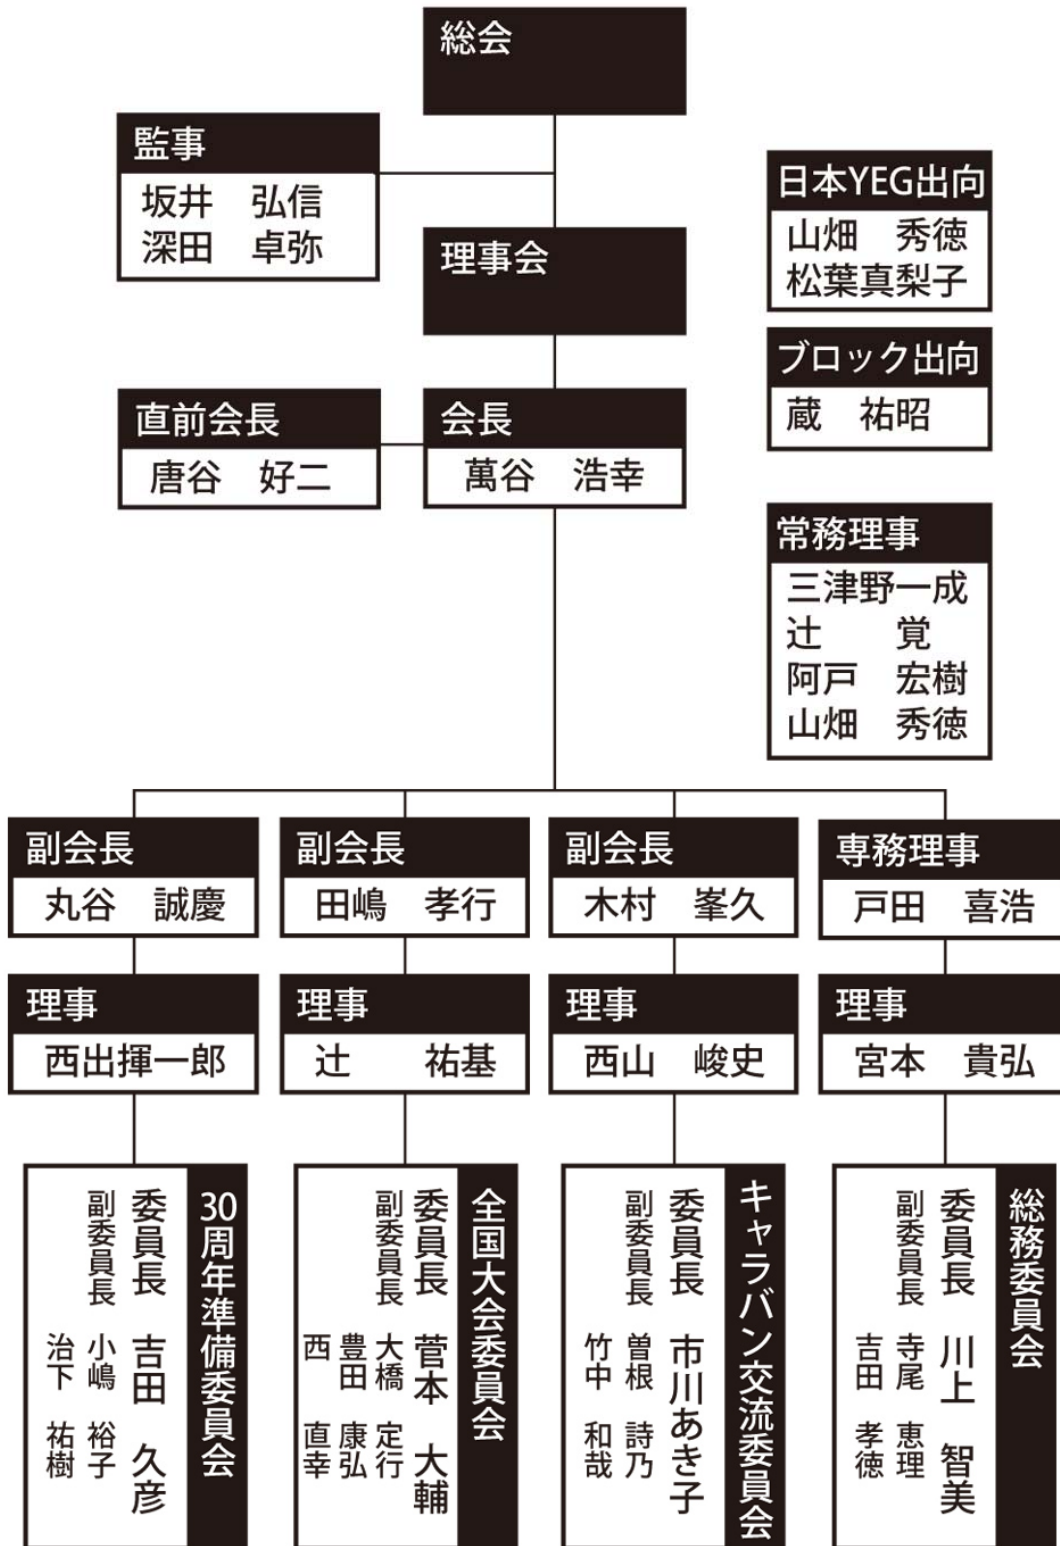 総会
監事
坂井　弘信
深田　卓弥
理事会
直前会長
唐谷　好二
会長
萬谷　浩幸
日本YEG出向
山畑　秀徳
松葉真梨子
ブロック出向
蔵　祐昭
常務理事
三津野一成
辻　　覚
阿戸　宏樹
山畑　秀徳
副会長
丸谷　誠慶
理事
西出揮一郎
30周年準備委員会
委員長　吉田　久彦
副委員長　小嶋　裕子
治下　祐樹
副会長
田嶋　孝行
理事
辻　　祐基
全国大会委員会
委員長　菅本　大輔
副委員長　大橋　定行
豊田　康弘
西　　直幸
副会長
木村　峯久
理事
西山　峻史
キャラバン交流委員会
委員長　市川あき子
副委員長　曽根　詩乃
竹中　和哉
専務理事
戸田　喜浩
理事
宮本　貴弘
総務委員会
委員長　川上　智美
副委員長　寺尾　恵理
吉田　孝徳